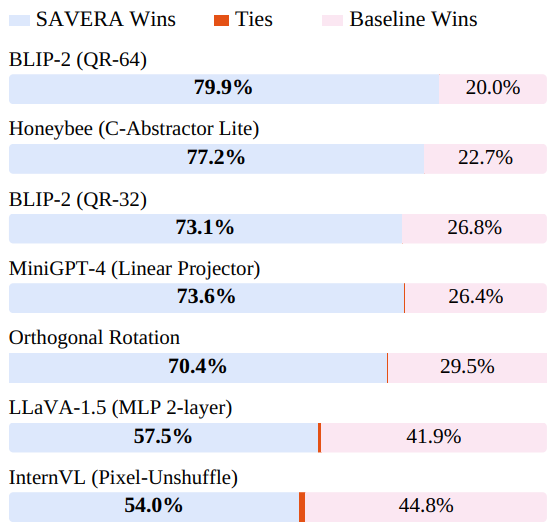 SAVERA Wins Ties Baseline Wins
BLIP-2 (QR-64)
79.9% 20.0%
Honeybee (C-Abstractor Lite)
77.2% 22.7%
BLIP-2 (QR-32)
73.1% 26.8%
MiniGPT-4 (Linear Projector)
73.6% 26.4%
Orthogonal Rotation
70.4% 29.5%
LLaVA-1.5 (MLP 2-layer)
57.5% 41.9%
InternVL (Pixel-Unshuffle)
54.0% 44.8%